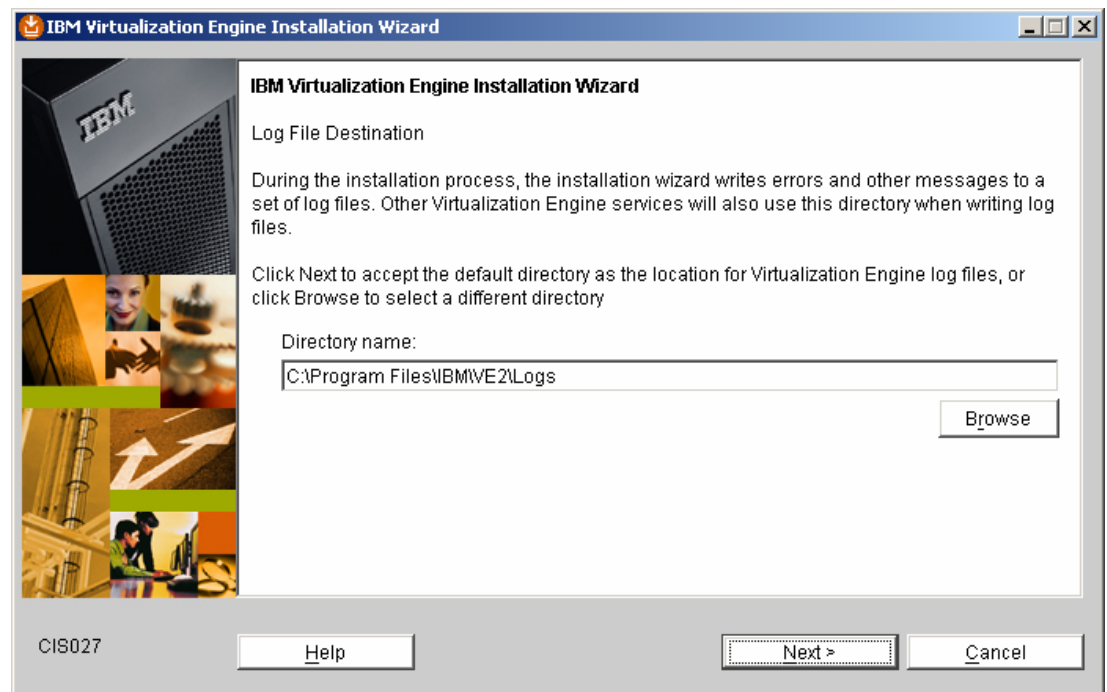 IBM Virtualization Engine Installation Wizard
IBM
IBM Virtualization Engine Installation Wizard
Log File Destination
During the installation process, the installation wizard writes errors and other messages to a
set of log files. Other Virtualization Engine services will also use this directory when writing log
files.
Click Next to accept the default directory as the location for Virtualization Engine log files, or
click Browse to select a different directory
Directory name:
C:\Program Files\IBM\VE2\Logs
Browse
CIS027
Help
Next >
Cancel